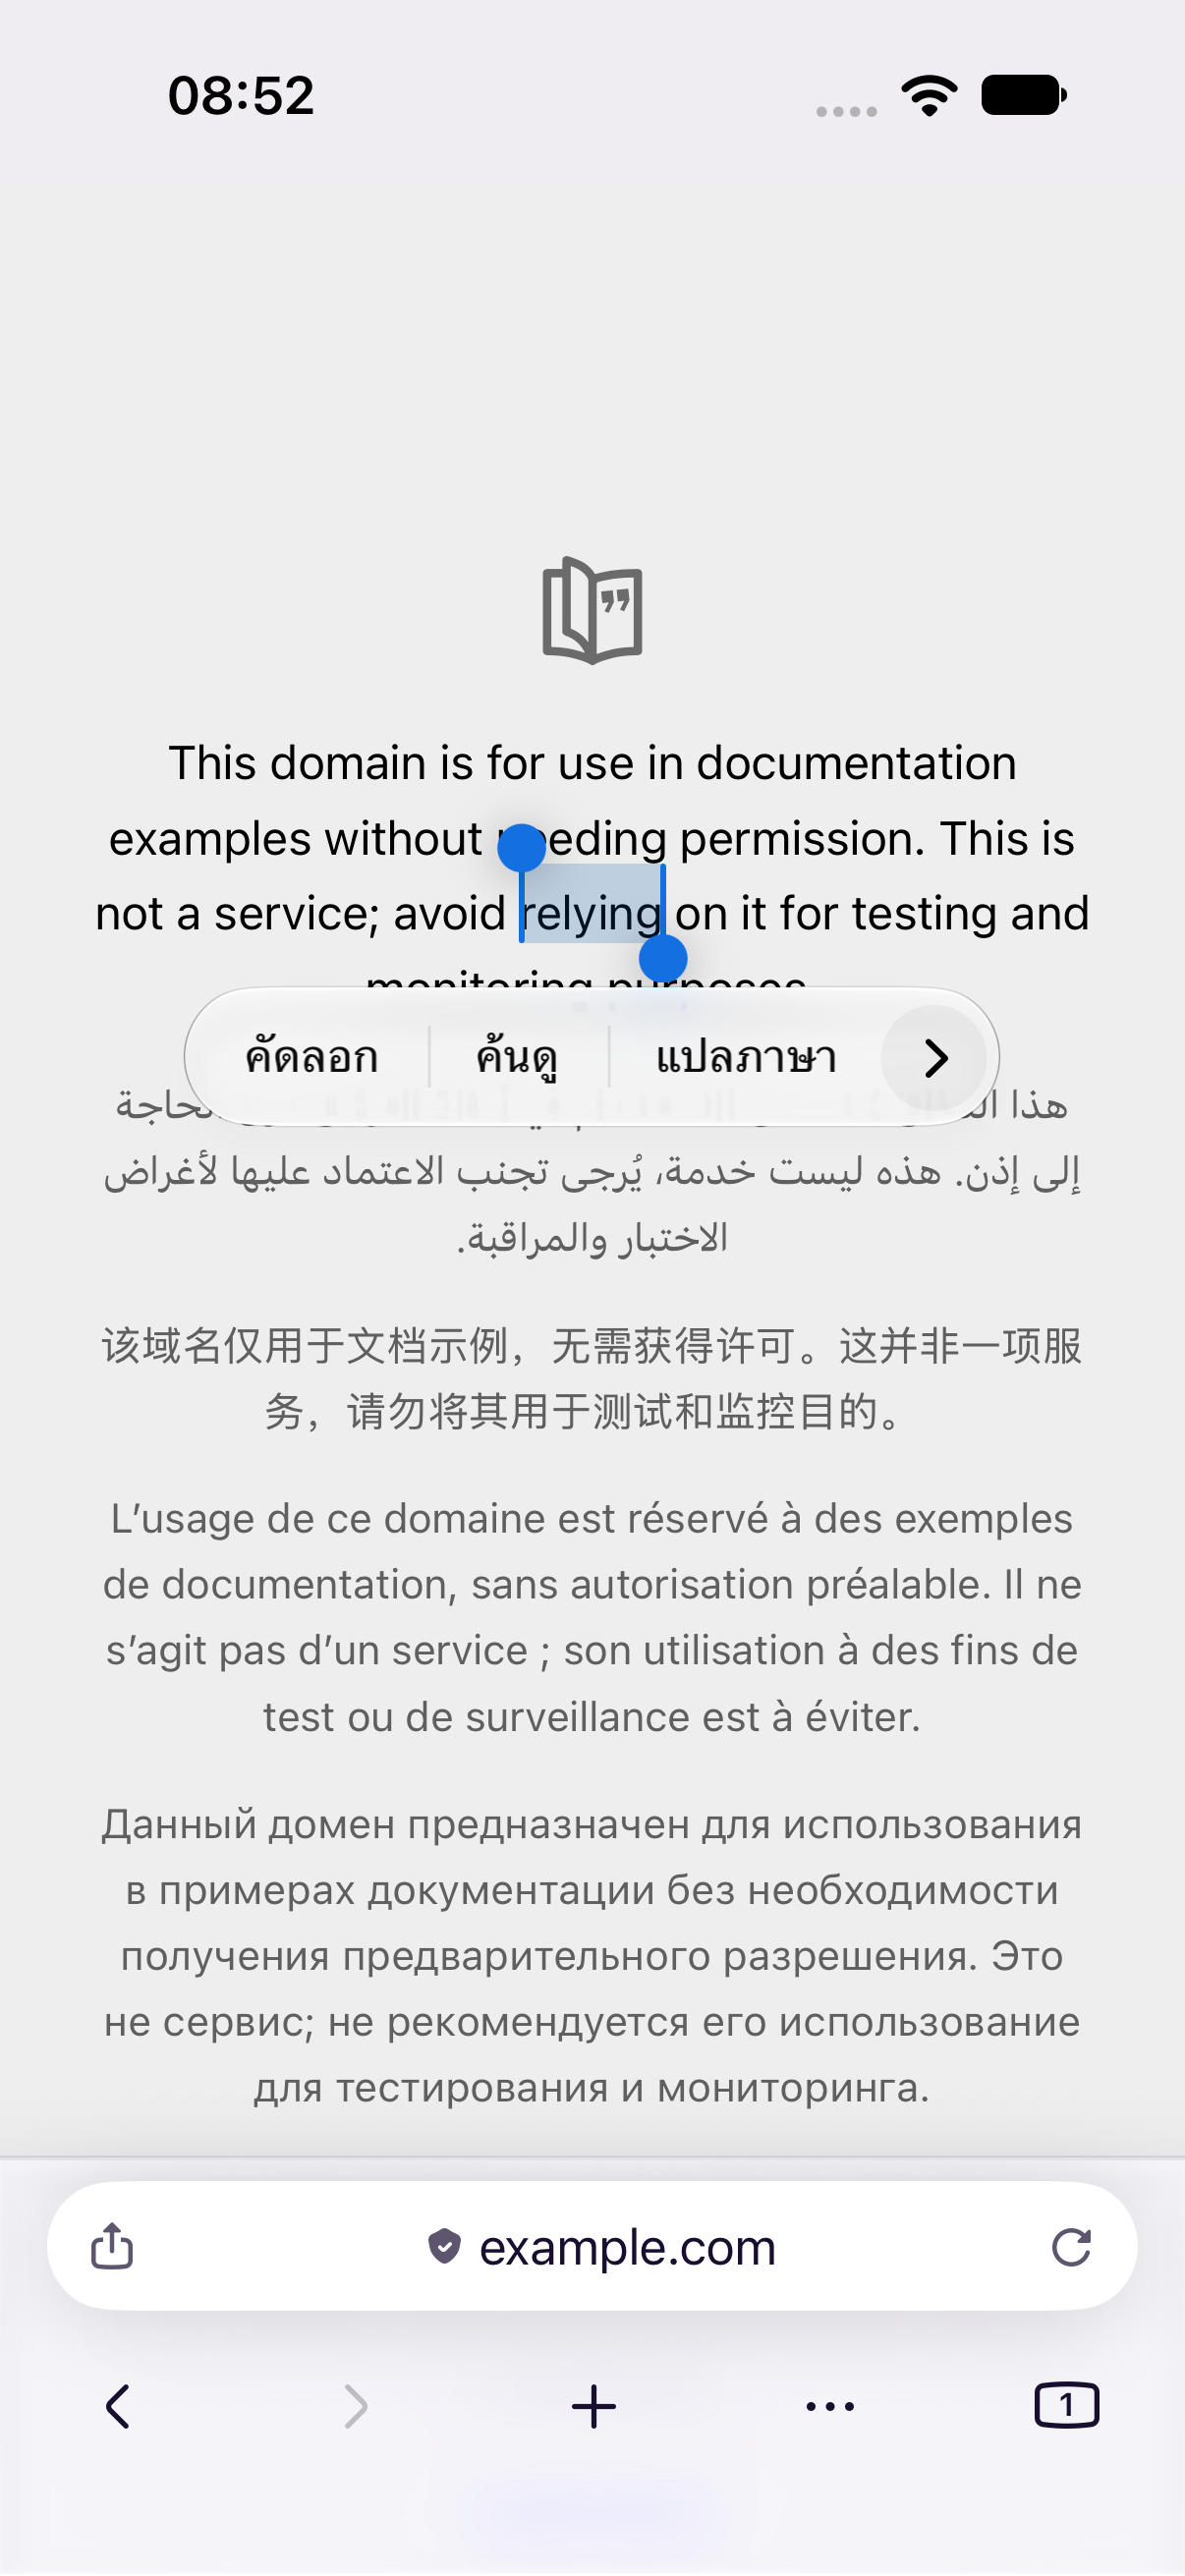 08:52
This domain is for use in documentation
examples without needing permission. This is
not a service; avoid relying on it for testing and
monitoring purposes
คัดลอก
ค้นดู
แปลภาษา
هذا الحاجة
إلى إذن. هذه ليست خدمة، يُرجى تجنب الاعتماد عليها لأغراض
الاختبار والمراقبة.
该域名仅用于文档示例，无需获得许可。这并非一项服
务，请勿将其用于测试和监控目的。
L’usage de ce domaine est réservé à des exemples
de documentation, sans autorisation préalable. Il ne
s’agit pas d’un service ; son utilisation à des fins de
test ou de surveillance est à éviter.
Данный домен предназначен для использования
в примерах документации без необходимости
получения предварительного разрешения. Это
не сервис; не рекомендуется его использование
для тестирования и мониторинга.
example.com
1